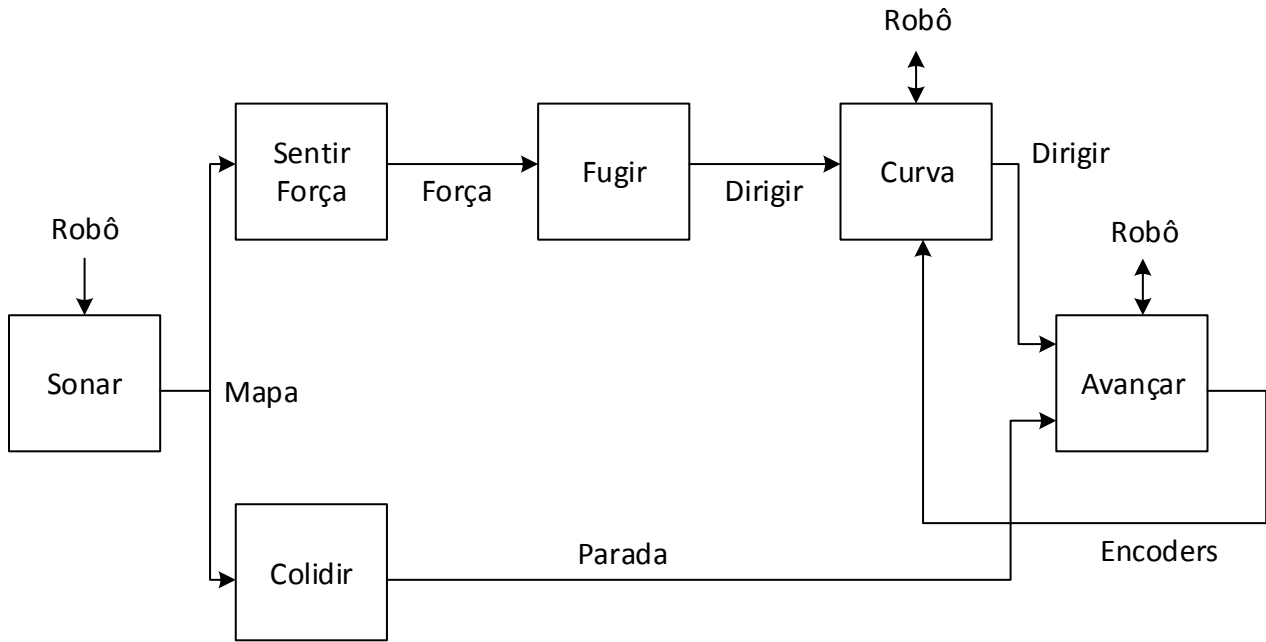 Robô
Sentir
Força
Força
Fugir
Dirigir
Curva
Dirigir
Robô
Robô
Sonar
Mapa
Avançar
Colidir
Parada
Encoders